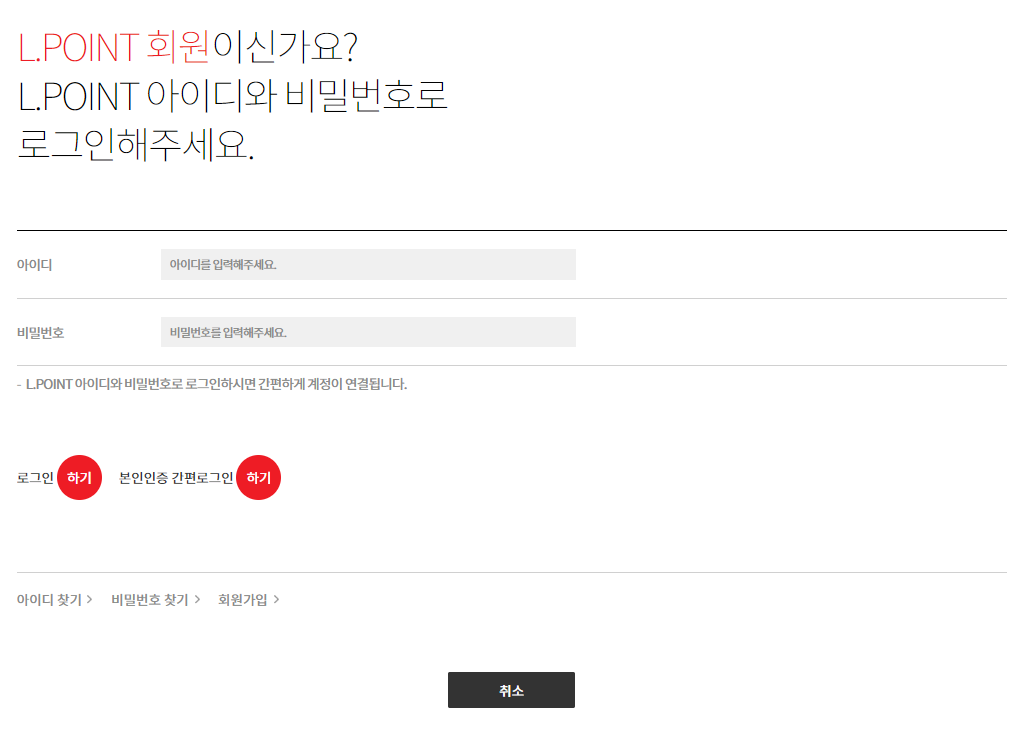 L.POINT 회원이신가요?
L.POINT 아이디와 비밀번호로
로그인해주세요.
아이디 아이디를 입력해주세요.
비밀번호 비밀번호를 입력해주세요.
- L.POINT 아이디와 비밀번호로 로그인하시면 간편하게 계정이 연결됩니다.
로그인 하기 본인인증 간편로그인 하기
아이디 찾기 > 비밀번호 찾기 > 회원가입 >
취소